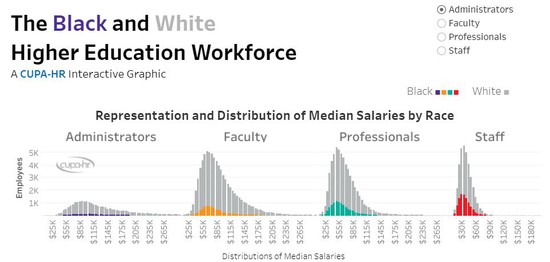 The Black and White
Higher Education Workforce
A CUPA-HR Interactive Graphic
Administrators
Faculty
Professionals
Staff
Black White
Representation and Distribution of Median Salaries by Race
Administrators Faculty Professionals Staff
Employees
5K
4K
3K
2K
1K
cupa-hr
$25K $55K $85K $115K $145K $175K $205K $235K $265K $25K $55K $85K $115K $145K $175K $205K $235K $265K $25K $55K $85K $115K $145K $175K $205K $235K $265K $30K $60K $90K $120K $150K $180K
Distributions of Median Salaries